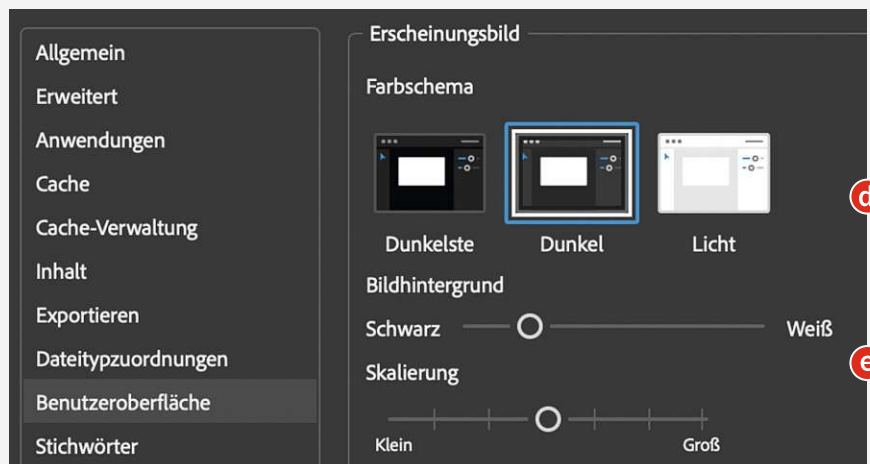 Allgemein
Erweitert
Anwendungen
Cache
Cache-Verwaltung
Inhalt
Exportieren
Dateitypzuordnungen
Benutzeroberfläche
Stichwörter
Erscheinungsbild
Farbschema
Dunkelste Dunkel Licht
Bildhintergrund
Schwarz Weiß
Skalierung
Klein Groß
d
e